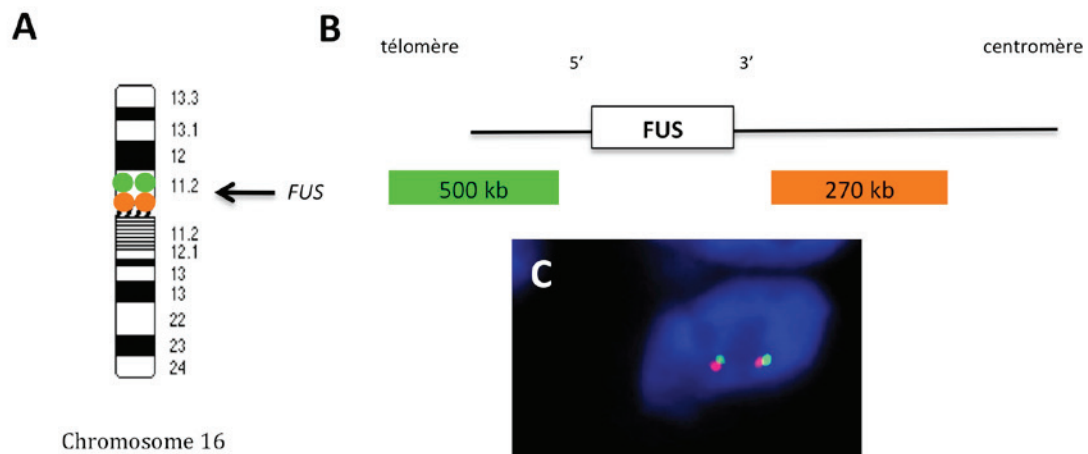 A
13.3
13.1
12
11.2
FUS
11.2
12.1
13
13
22
23
24
Chromosome 16
B
télomère
centromère
5’
3’
FUS
500 kb
270 kb
C